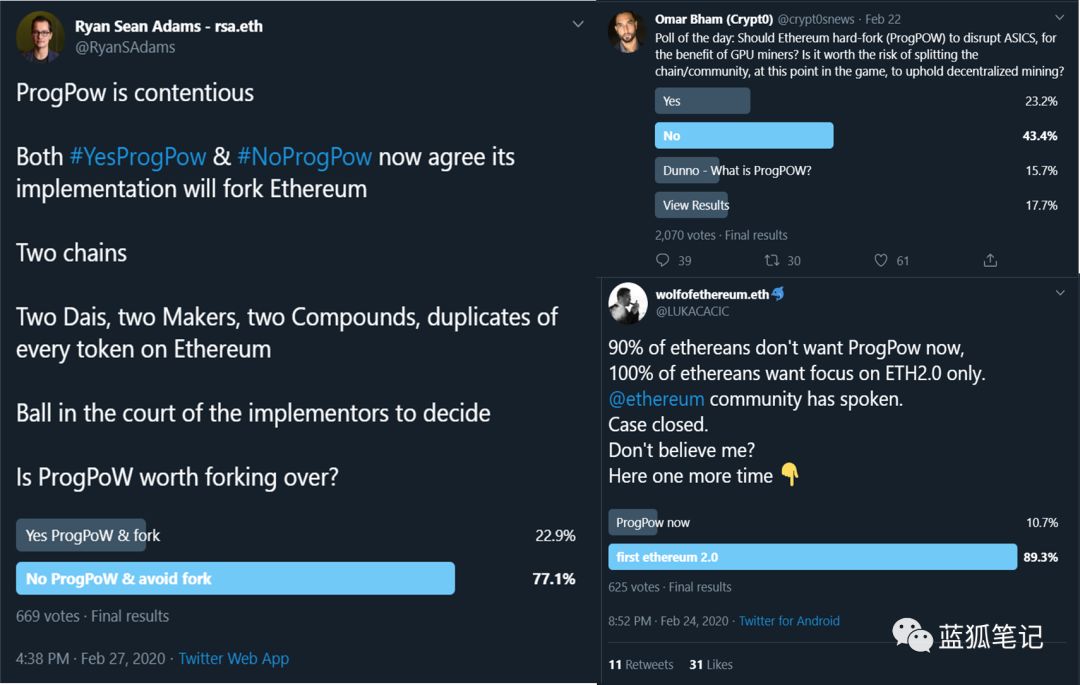 Ryan Sean Adams - rsa.eth
@RyanSAdams
ProgPow is contentious
Both #YesProgPow & #NoProgPow now agree its
implementation will fork Ethereum
Two chains
Two Dais, two Makers, two Compounds, duplicates of
every token on Ethereum
Ball in the court of the implementors to decide
Is ProgPoW worth forking over?
Yes ProgPoW & fork 22.9%
No ProgPoW & avoid fork 77.1%
669 votes · Final results
4:38 PM · Feb 27, 2020 · Twitter Web App
Omar Bham (Crypt0) @crypt0snews · Feb 22
Poll of the day: Should Ethereum hard-fork (ProgPOW) to disrupt ASICS, for
the benefit of GPU miners? Is it worth the risk of splitting the
chain/community, at this point in the game, to uphold decentralized mining?
Yes 23.2%
No 43.4%
Dunno - What is ProgPOW? 15.7%
View Results 17.7%
2,070 votes · Final results
39 30 61
wolfofethereum.eth
@LUKACACIC
90% of ethereans don't want ProgPow now,
100% of ethereans want focus on ETH2.0 only.
@ethereum community has spoken.
Case closed.
Don't believe me?
Here one more time 👇
ProgPow now 10.7%
first ethereum 2.0 89.3%
625 votes · Final results
8:52 PM · Feb 24, 2020 · Twitter for Android
11 Retweets 31 Likes
蓝狐笔记